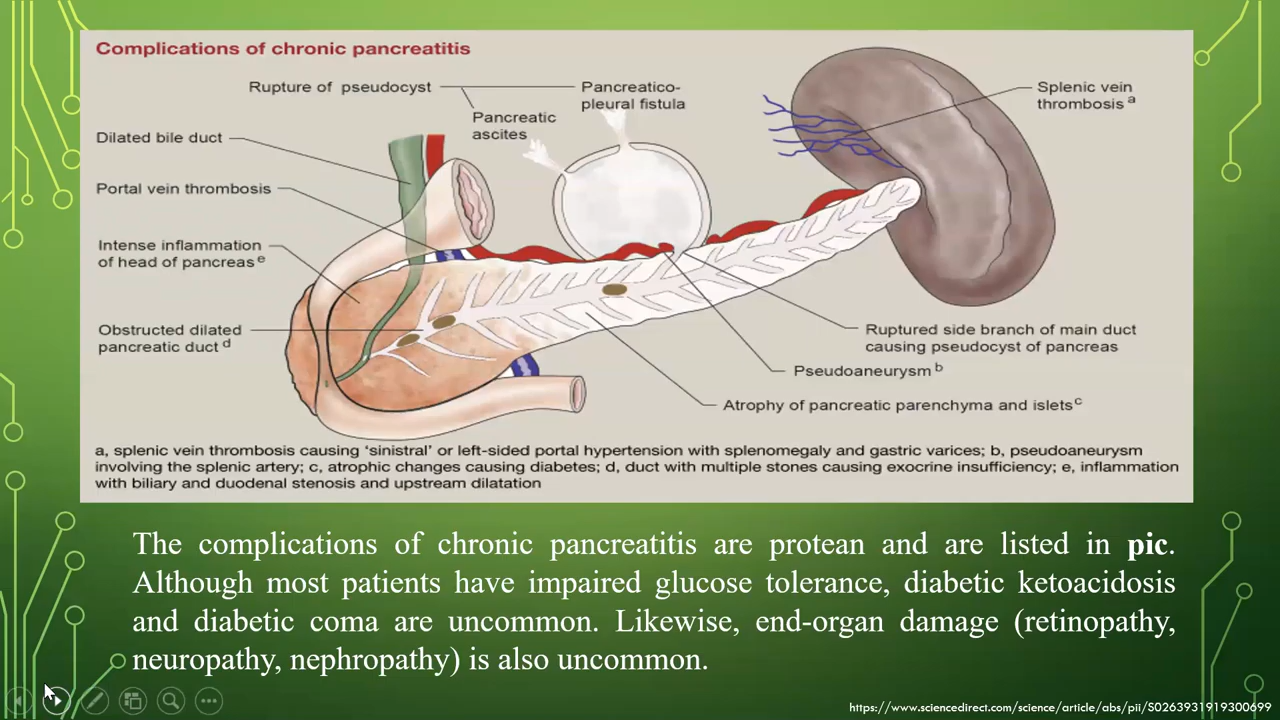 Complications of chronic pancreatitis
Rupture of pseudocyst
Pancreatico-
pleural fistula
Pancreatic
ascites
Splenic vein
thrombosis a
Dilated bile duct
Portal vein thrombosis
Intense inflammation
of head of pancreas e
Obstructed dilated
pancreatic duct d
Ruptured side branch of main duct
causing pseudocyst of pancreas
Pseudoaneurysm b
Atrophy of pancreatic parenchyma and islets c
a, splenic vein thrombosis causing 'sinistral' or left-sided portal hypertension with splenomegaly and gastric varices; b, pseudoaneurysm
involving the splenic artery; c, atrophic changes causing diabetes; d, duct with multiple stones causing exocrine insufficiency; e, inflammation
with biliary and duodenal stenosis and upstream dilatation
The complications of chronic pancreatitis are protean and are listed in pic.
Although most patients have impaired glucose tolerance, diabetic ketoacidosis
and diabetic coma are uncommon. Likewise, end-organ damage (retinopathy,
neuropathy, nephropathy) is also uncommon.
https://www.sciencedirect.com/science/article/abs/pii/S0263931919300699